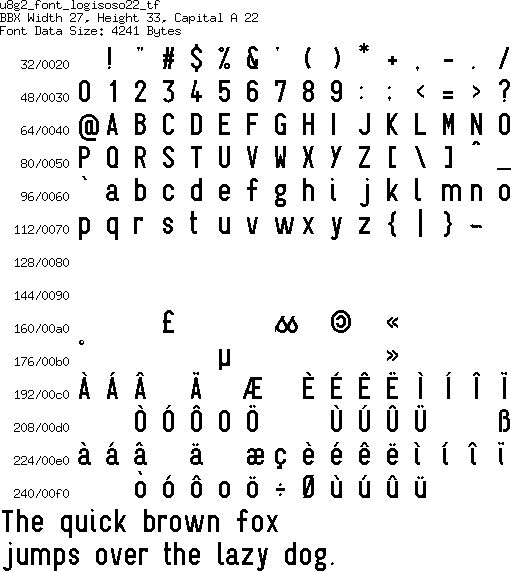 u8g2_font_logisoso22_tf
BBX Width 27, Height 33, Capital A 22
Font Data Size: 4241 Bytes
32/0020 ! " # $ % & ' ( ) * + , - . /
48/0030 0 1 2 3 4 5 6 7 8 9 : ; < = > ?
64/0040 @ A B C D E F G H I J K L M N O
80/0050 P Q R S T U V W X Y Z [ \ ] ^ _
96/0060 ` a b c d e f g h i j k l m n o
112/0070 p q r s t u v w x y z { | } ~
128/0080
144/0090
160/00a0 £ © «
176/00b0 ° µ »
192/00c0 À Á Â Ä Æ È É Ê Ë Ì Í Î Ï
208/00d0 Ò Ó Ô Õ Ö Ù Ú Û Ü ß
224/00e0 à á â ä æ ç è é ê ë ì í î ï
240/00f0 ò ó ô o ö ÷ Ø ù ú û ü
The quick brown fox
jumps over the lazy dog.